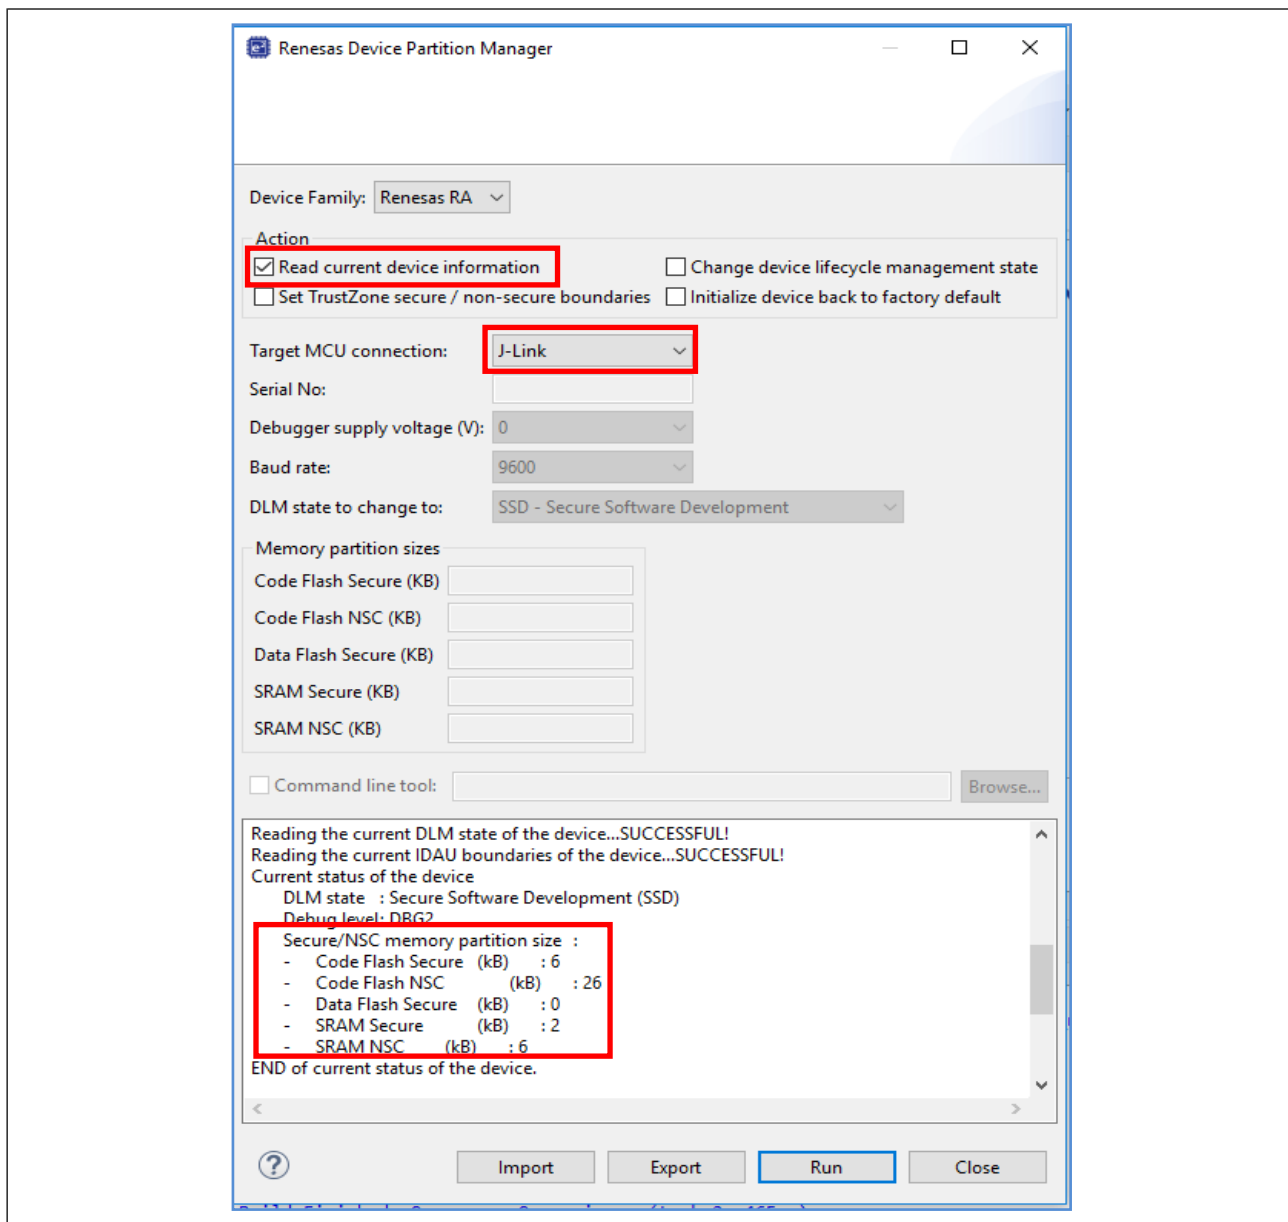 Renesas Device Partition Manager
Device Family: Renesas RA
Action
Read current device information
Change device lifecycle management state
Set TrustZone secure / non-secure boundaries
Initialize device back to factory default
Target MCU connection: J-Link
Serial No:
Debugger supply voltage (V): 0
Baud rate: 9600
DLM state to change to: SSD - Secure Software Development
Memory partition sizes
Code Flash Secure (KB)
Code Flash NSC (KB)
Data Flash Secure (KB)
SRAM Secure (KB)
SRAM NSC (KB)
Command line tool: Browse...
Reading the current DLM state of the device...SUCCESSFUL!
Reading the current IDAU boundaries of the device...SUCCESSFUL!
Current status of the device
DLM state : Secure Software Development (SSD)
Debug level: DBG2
Secure/NSC memory partition size :
- Code Flash Secure (kB) : 6
- Code Flash NSC (kB) : 26
- Data Flash Secure (kB) : 0
- SRAM Secure (kB) : 2
- SRAM NSC (kB) : 6
END of current status of the device.
Import Export Run Close